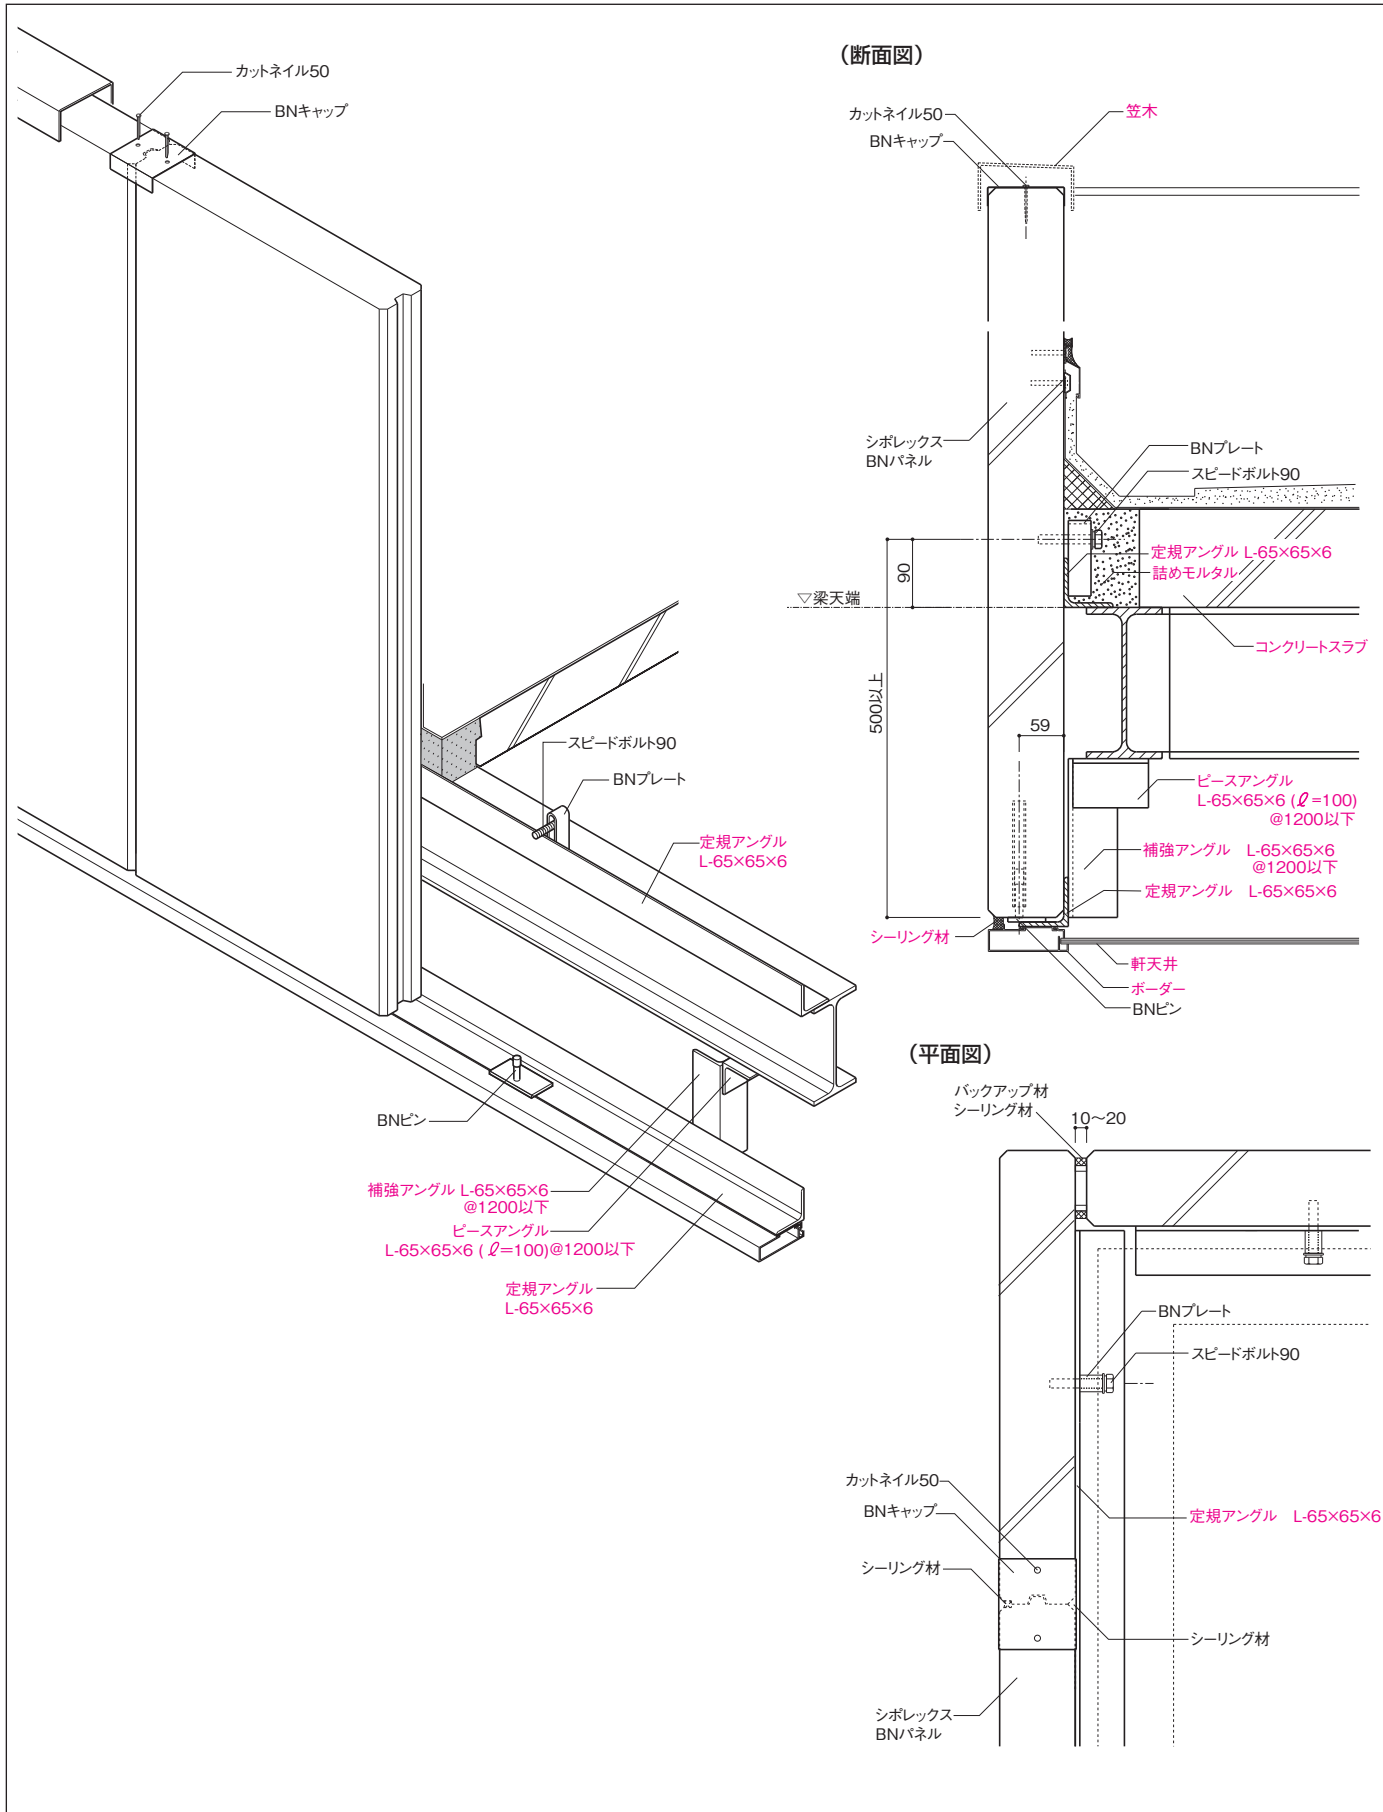 カットネイル50
BNキャップ
スピードボルト90
BNプレート
定規アングル
L-65×65×6
BNピン
補強アングル L-65×65×6
@1200以下
ピースアングル
L-65×65×6 (ℓ=100)@1200以下
定規アングル
L-65×65×6
(断面図)
カットネイル50
BNキャップ
笠木
シポレックス
BNパネル
BNプレート
スピードボルト90
定規アングル L-65×65×6
詰めモルタル
90
▽梁天端
コンクリートスラブ
500以上
59
ピースアングル
L-65×65×6 (ℓ=100)
@1200以下
補強アングル L-65×65×6
@1200以下
定規アングル L-65×65×6
シーリング材
軒天井
ボーダー
BNピン
(平面図)
バックアップ材
シーリング材
10〜20
BNプレート
スピードボルト90
カットネイル50
BNキャップ
定規アングル L-65×65×6
シーリング材
シーリング材
シポレックス
BNパネル